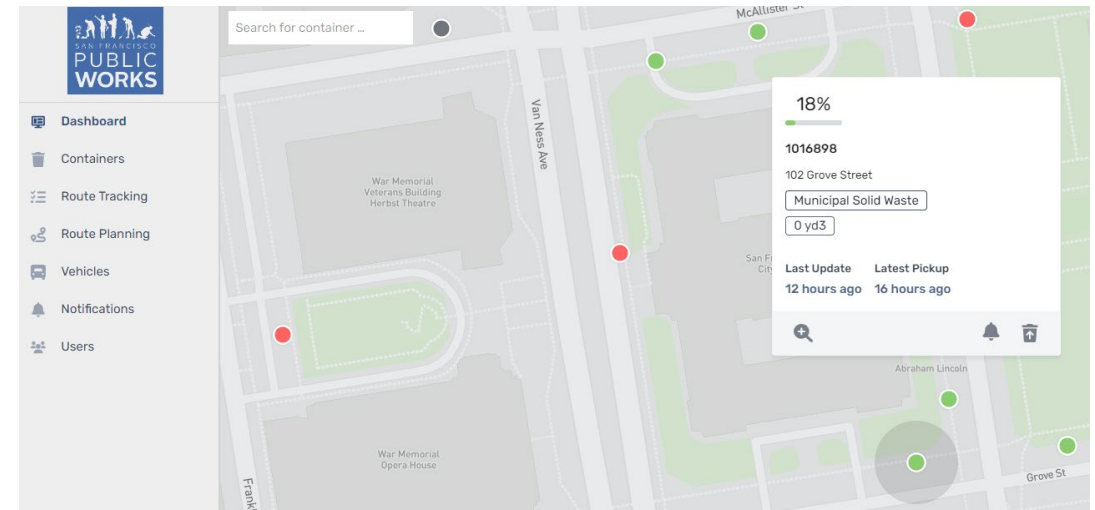 SAN FRANCISCO
PUBLIC
WORKS
Dashboard
Containers
Route Tracking
Route Planning
Vehicles
Notifications
Users
Search for container …
McAllister St
Van Ness Ave
War Memorial
Veterans Building
Herbst Theatre
San F
City
18%
1016898
102 Grove Street
Municipal Solid Waste
0 yd3
Last Update Latest Pickup
12 hours ago 16 hours ago
Abraham Lincoln
War Memorial
Opera House
Grove St
Frank